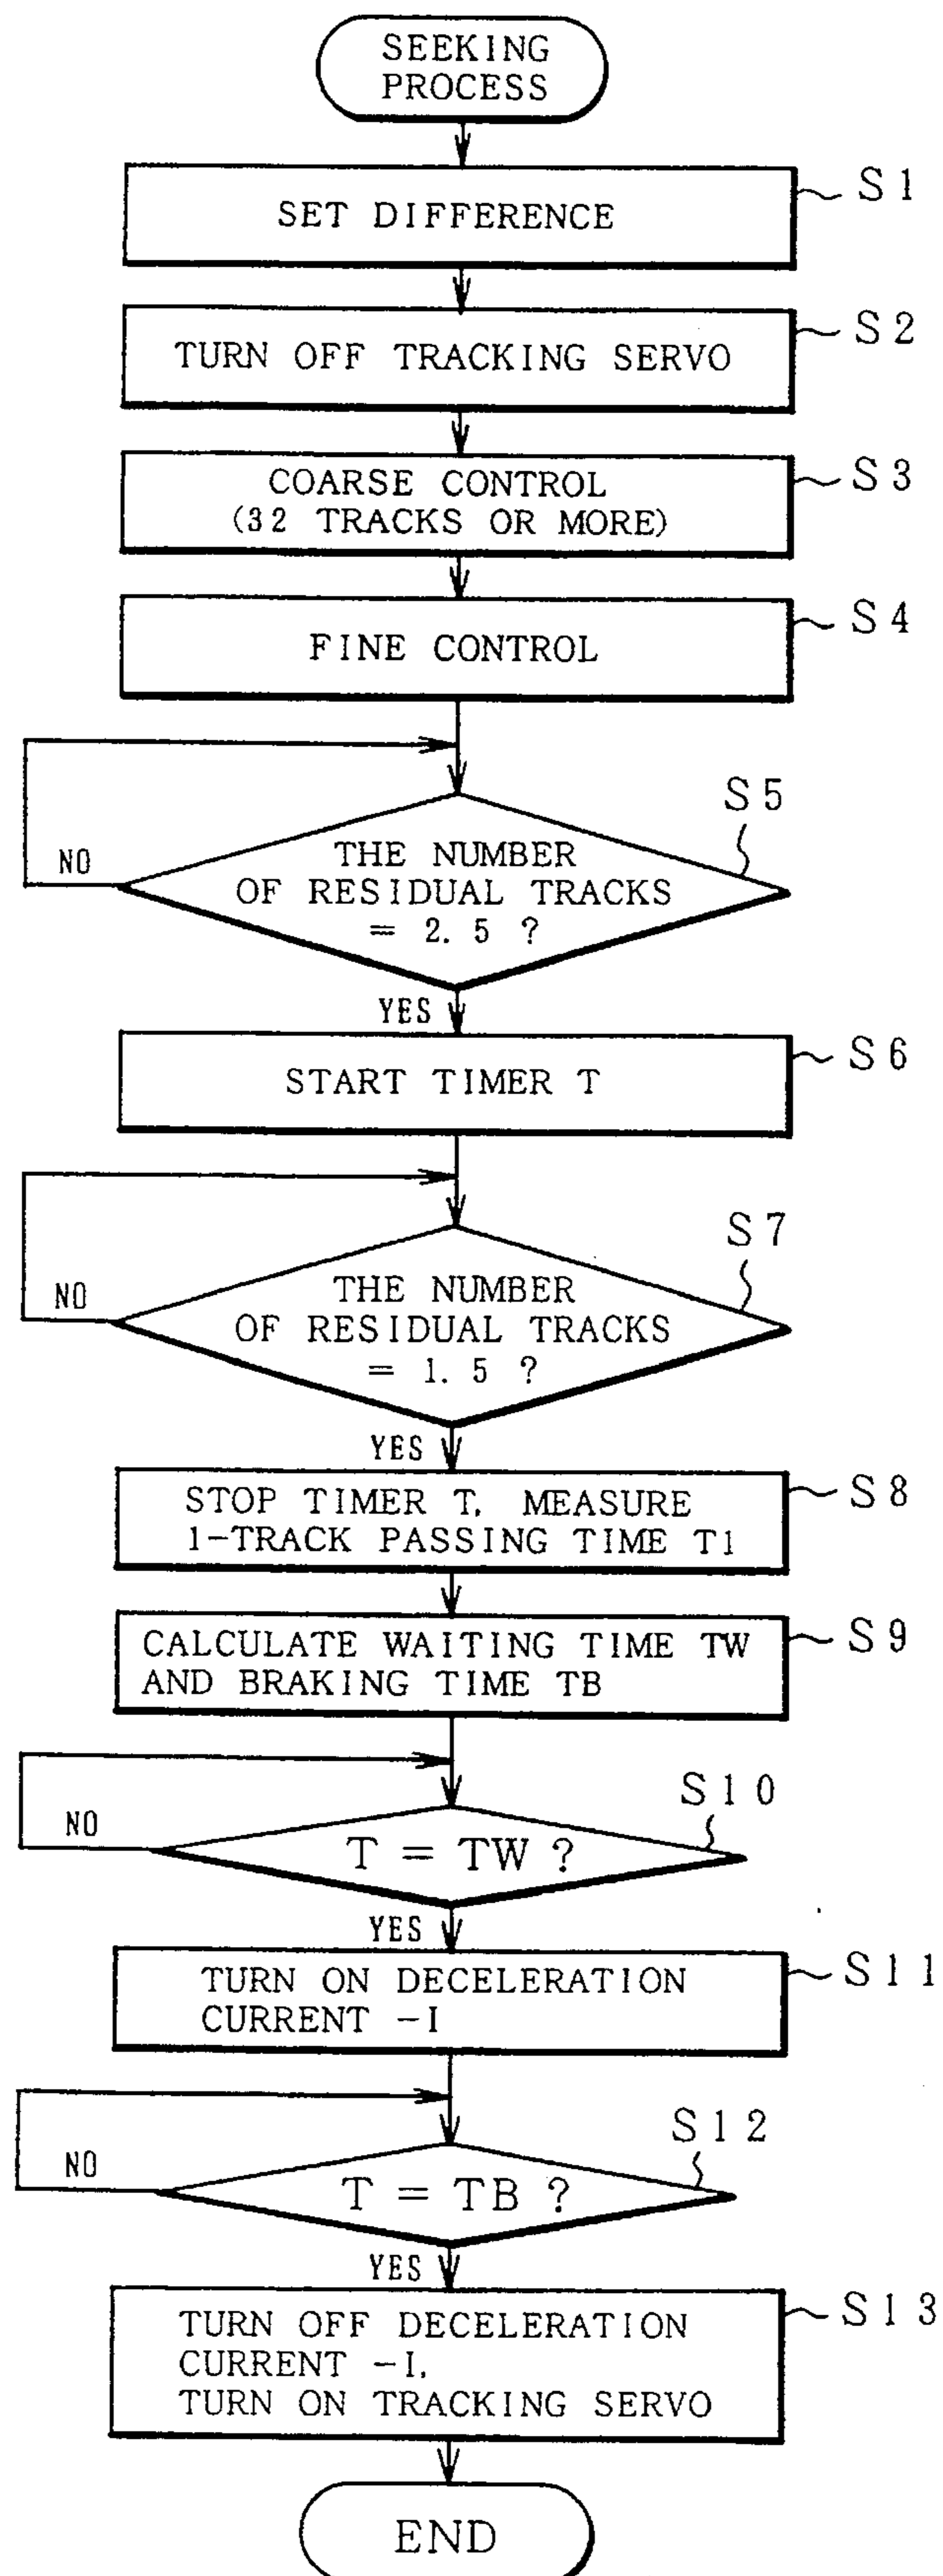 SEEKING
PROCESS
S1
SET DIFFERENCE
S2
TURN OFF TRACKING SERVO
S3
COARSE CONTROL
(32 TRACKS OR MORE)
S4
FINE CONTROL
S5
NO
THE NUMBER
OF RESIDUAL TRACKS
= 2.5 ?
YES
S6
START TIMER T
S7
NO
THE NUMBER
OF RESIDUAL TRACKS
= 1.5 ?
YES
S8
STOP TIMER T, MEASURE
1-TRACK PASSING TIME T1
S9
CALCULATE WAITING TIME TW
AND BRAKING TIME TB
S10
NO
T = TW ?
YES
S11
TURN ON DECELERATION
CURRENT -I
S12
NO
T = TB ?
YES
S13
TURN OFF DECELERATION
CURRENT -I,
TURN ON TRACKING SERVO
END